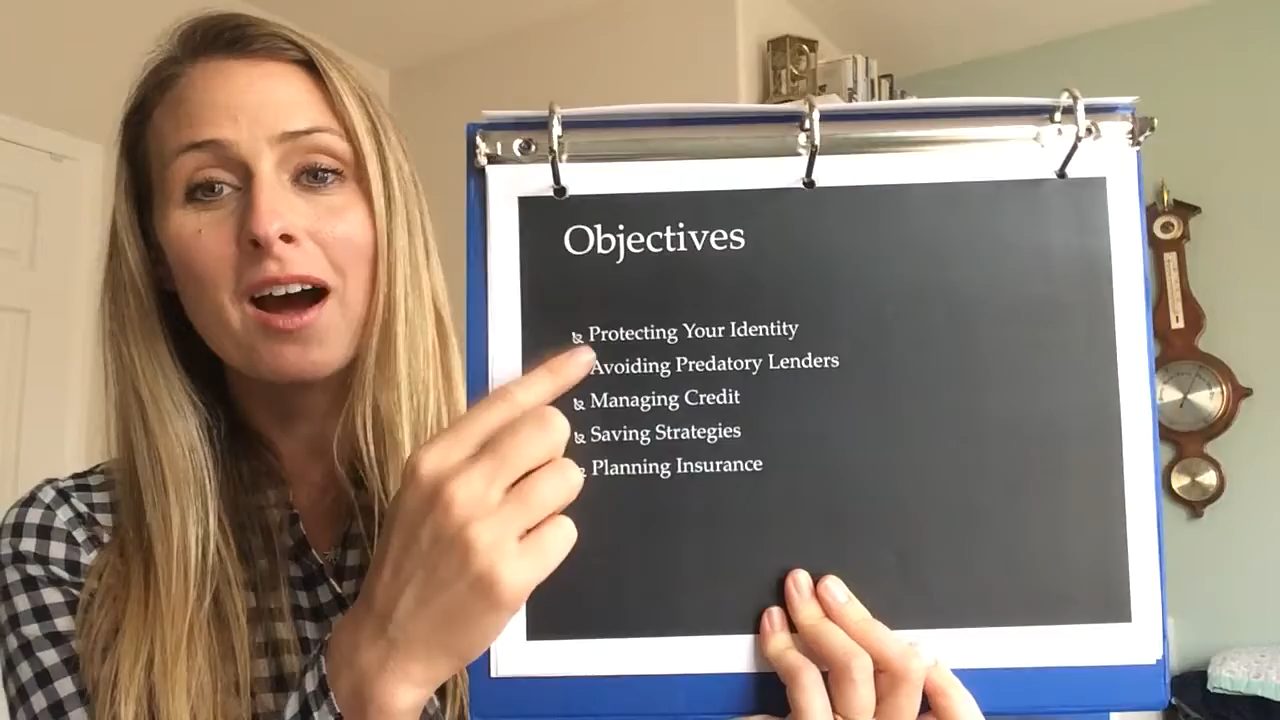 Objectives
Protecting Your Identity
Avoiding Predatory Lenders
Managing Credit
Saving Strategies
Planning Insurance